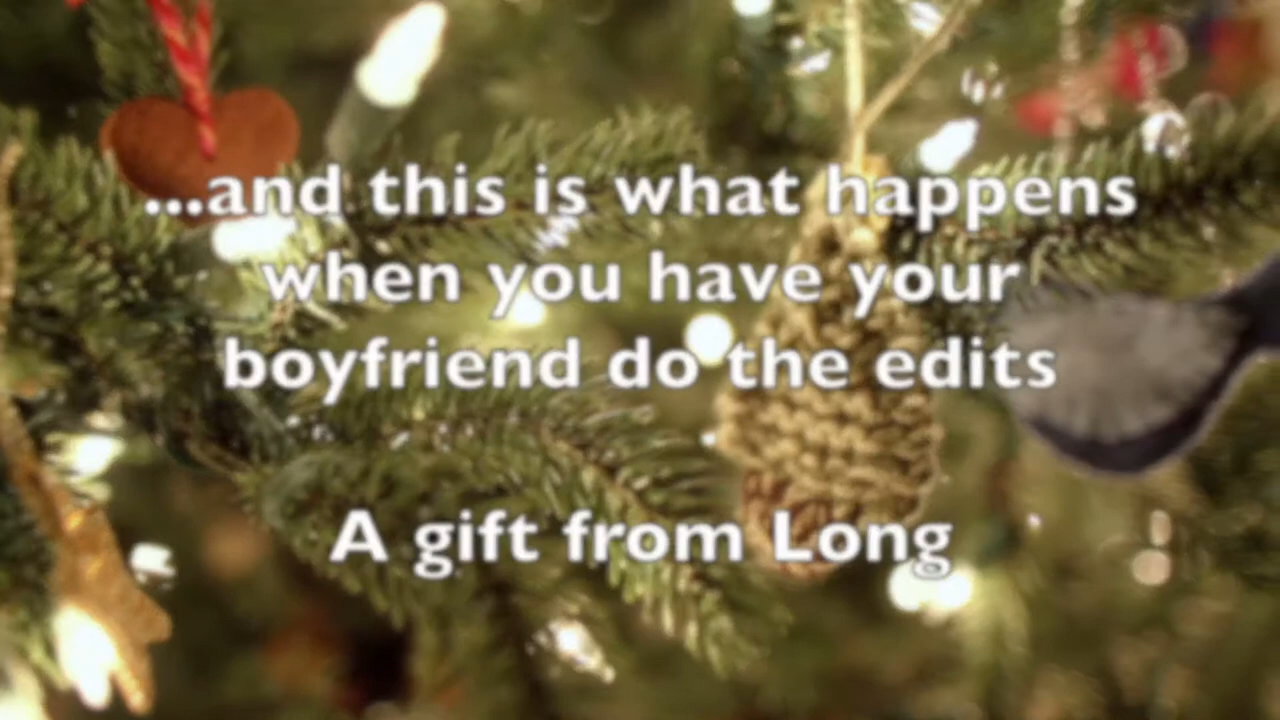 ...and this is what happens
when you have your
boyfriend do the edits
A gift from Long